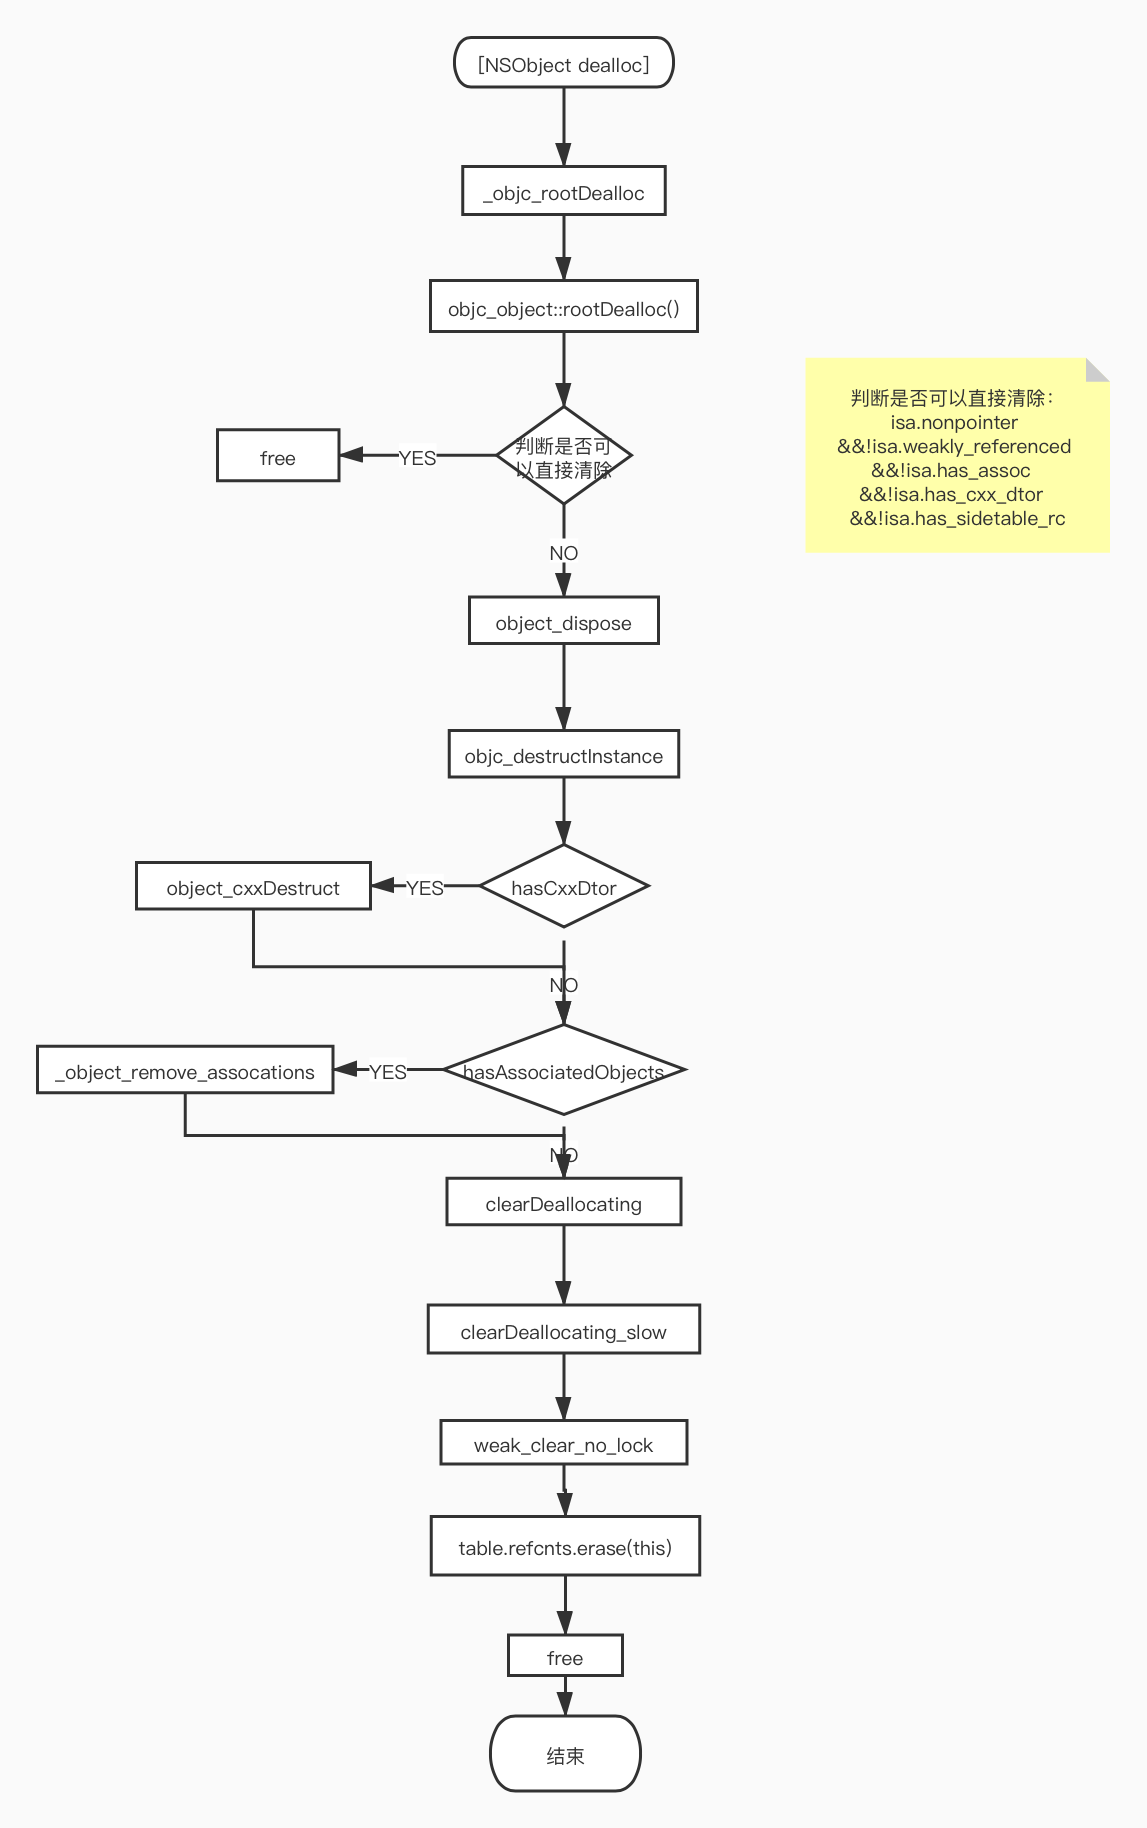 [NSObject dealloc]
_objc_rootDealloc
objc_object::rootDealloc()
判断是否可以直接清除：
isa.nonpointer
&&!isa.weakly_referenced
&&!isa.has_assoc
&&!isa.has_cxx_dtor
&&!isa.has_sidetable_rc
判断是否可
以直接清除
YES
free
NO
object_dispose
objc_destructInstance
hasCxxDtor
YES
object_cxxDestruct
NO
hasAssociatedObjects
YES
_object_remove_assocations
NO
clearDeallocating
clearDeallocating_slow
weak_clear_no_lock
table.refcnts.erase(this)
free
结束